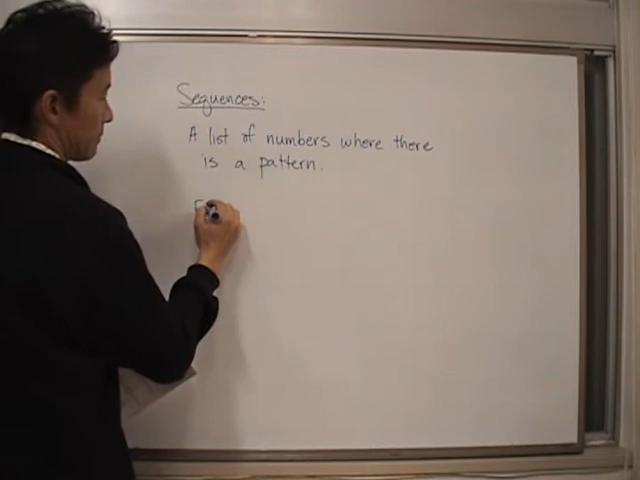 Sequences:
A list of numbers where there
is a pattern.